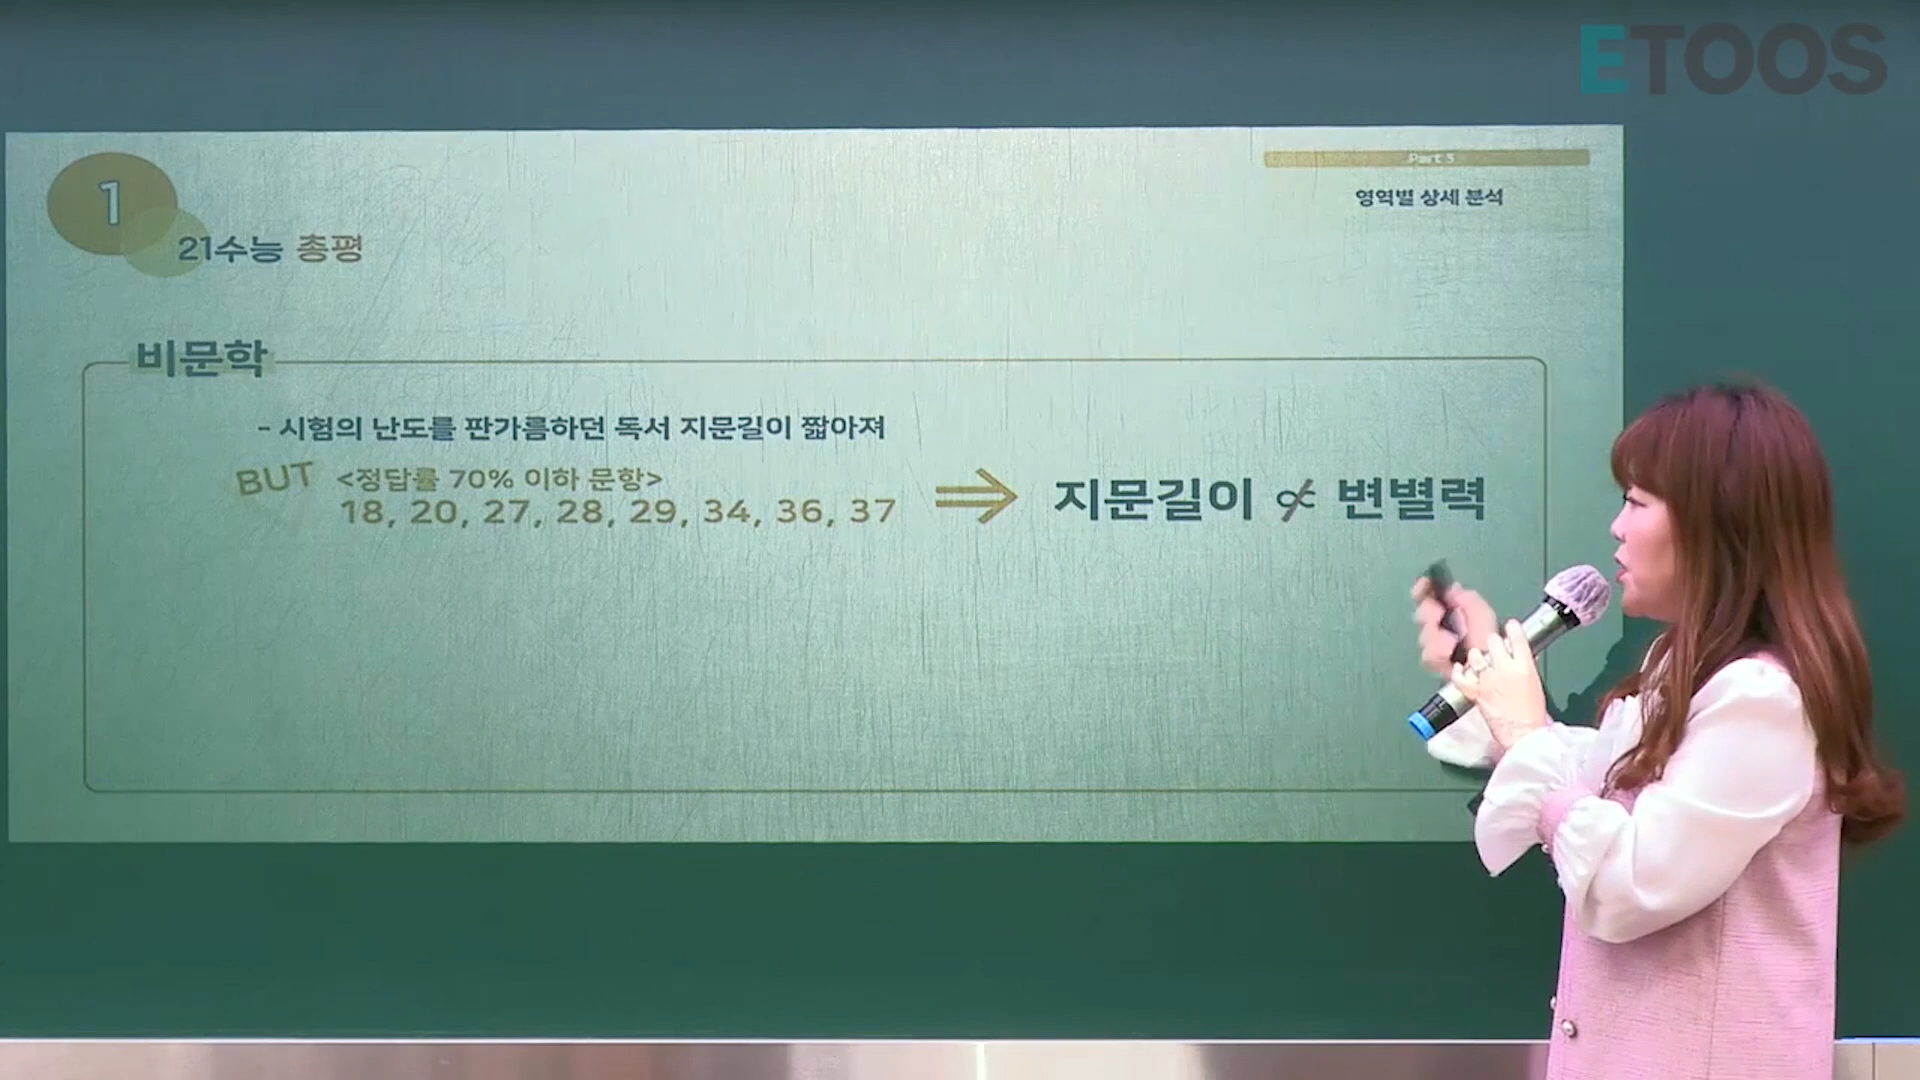 ETOOS
Part 3
영역별 상세 분석
1
21수능 총평
비문학
- 시험의 난도를 판가름하던 독서 지문길이 짧아져
BUT <정답률 70% 이하 문항>
18, 20, 27, 28, 29, 34, 36, 37
지문길이 ∝̸ 변별력